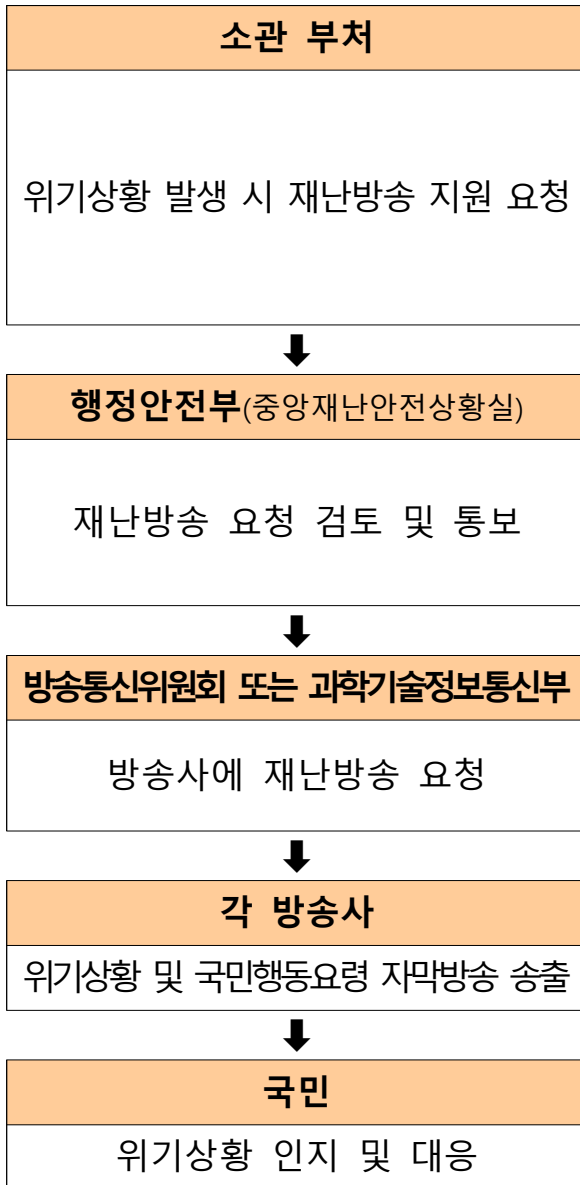 소관 부처
위기상황 발생 시 재난방송 지원 요청
행정안전부(중앙재난안전상황실)
재난방송 요청 검토 및 통보
방송통신위원회 또는 과학기술정보통신부
방송사에 재난방송 요청
각 방송사
위기상황 및 국민행동요령 자막방송 송출
국민
위기상황 인지 및 대응